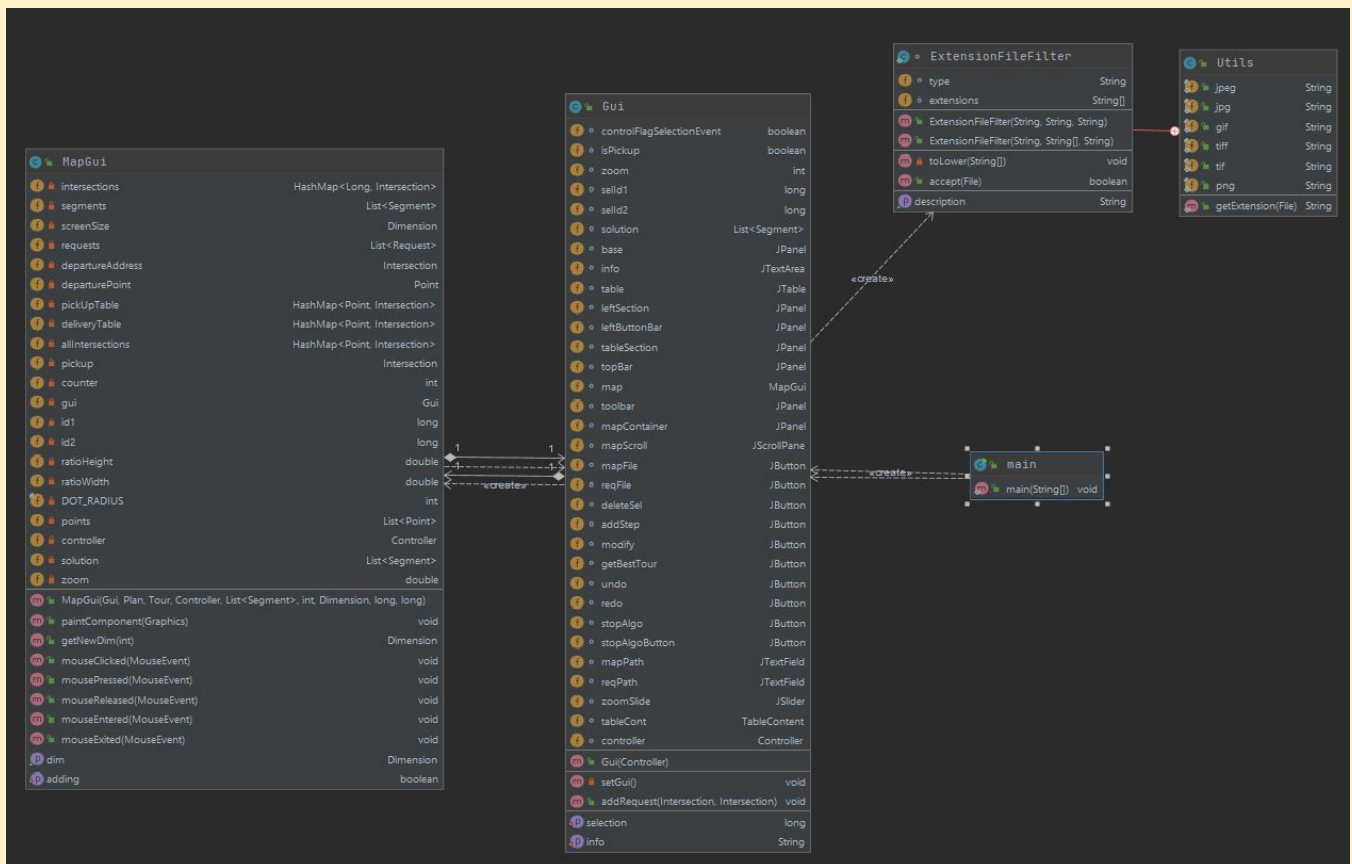 MapGui
intersections HashMap<Long, Intersection>
segments List<Segment>
screenSize Dimension
requests List<Request>
departureAddress Intersection
departurePoint Point
pickUpTable HashMap<Point, Intersection>
deliveryTable HashMap<Point, Intersection>
allIntersections HashMap<Point, Intersection>
pickup Intersection
counter int
gui Gui
id1 long
id2 long
ratioHeight double
ratioWidth double
DOT_RADIUS int
points List<Point>
controller Controller
solution List<Segment>
zoom double
MapGui(Gui, Plan, Tour, Controller, List<Segment>, int, Dimension, long, long)
paintComponent(Graphics) void
getNewDim(int) Dimension
mouseClicked(MouseEvent) void
mousePressed(MouseEvent) void
mouseReleased(MouseEvent) void
mouseEntered(MouseEvent) void
mouseExited(MouseEvent) void
dim Dimension
adding boolean
1 1
1 1
«create»
Gui
controlFlagSelectionEvent boolean
isPickup boolean
zoom int
selId1 long
selId2 long
solution List<Segment>
base JPanel
info JTextArea
table JTable
leftSection JPanel
leftButtonBar JPanel
tableSection JPanel
topBar JPanel
map MapGui
toolbar JPanel
mapContainer JPanel
mapScroll JScrollPane
mapFile JButton
reqFile JButton
deleteSel JButton
addStep JButton
modify JButton
getBestTour JButton
undo JButton
redo JButton
stopAlgo JButton
stopAlgoButton JButton
mapPath JTextField
reqPath JTextField
zoomSlide JSlider
tableCont TableContent
controller Controller
Gui(Controller)
setGui() void
addRequest(Intersection, Intersection) void
selection long
info String
«create»
«create»
ExtensionFileFilter
type String
extensions String[]
ExtensionFileFilter(String, String, String)
ExtensionFileFilter(String, String[], String)
toLower(String[]) void
accept(File) boolean
description String
Utils
jpeg String
jpg String
gif String
tiff String
tif String
png String
getExtension(File) String
main
main(String[]) void